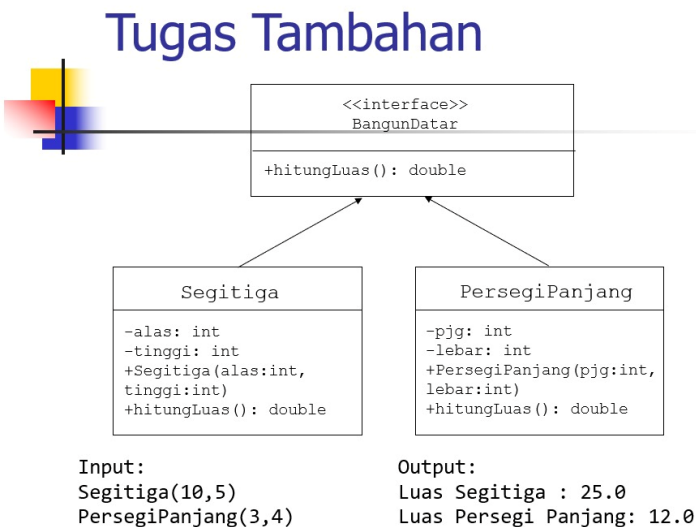 Tugas Tambahan
<<interface>>
BangunDatar
+hitungLuas(): double
Segitiga
-alas: int
-tinggi: int
+Segitiga(alas:int,
tinggi:int)
+hitungLuas(): double
PersegiPanjang
-pjg: int
-lebar: int
+PersegiPanjang(pjg:int,
lebar:int)
+hitungLuas(): double
Input:
Segitiga(10,5)
PersegiPanjang(3,4)
Output:
Luas Segitiga : 25.0
Luas Persegi Panjang: 12.0